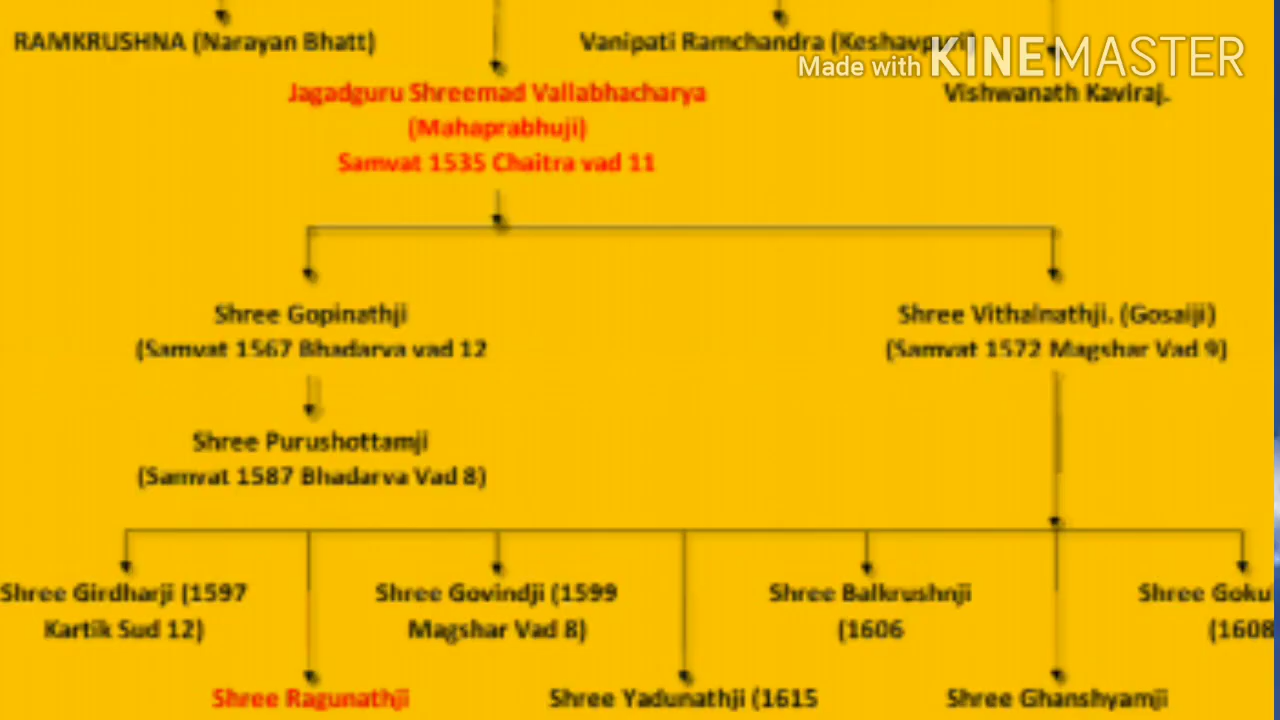 RAMKRUSHNA (Narayan Bhatt)
Vanipati Ramchandra
Made with KINEMASTER
Jagadguru Shreemad Vallabhacharya
(Mahaprabhuji)
Samvat 1535 Chaitra vad 11
Vishwanath Kaviraj.
Shree Gopinathji
(Samvat 1567 Bhadarva vad 12
Shree Vithalnathji. (Gosaiji)
(Samvat 1572 Magshar Vad 9)
Shree Purushottamji
(Samvat 1587 Bhadarva Vad 8)
Shree Girdharji (1597
Kartik Sud 12)
Shree Govindji (1599
Magshar Vad 8)
Shree Balkrushnji
(1606
Shree Gokul
(1608
Shree Ragunathji
Shree Yadunathji (1615
Shree Ghanshyamji